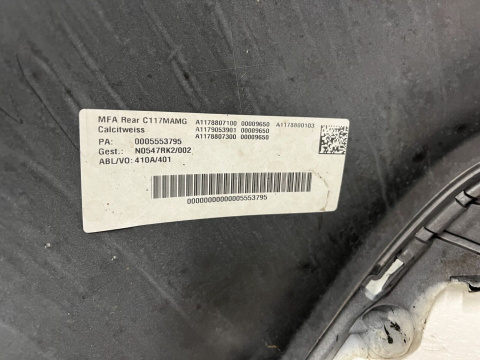 MFA Rear C117MAMG A1178807100 00009650 A1178800103
Calcitweiss A1179053901 00009650
A1178807300 00009650
PA: 0005553795
Gest.: N0547RK2/002
ABL/VO: 410A/401
00000000000005553795